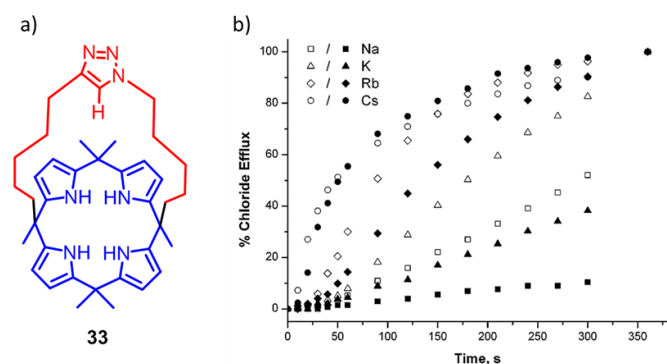 a)
N=N
N
N
H
NH HN
NH HN
33
b)
100
80
60
40
20
0
% Chloride Efflux
□ / ■ Na
△ / ▲ K
◇ / ◆ Rb
○ / ● Cs
0 50 100 150 200 250 300 350
Time, s